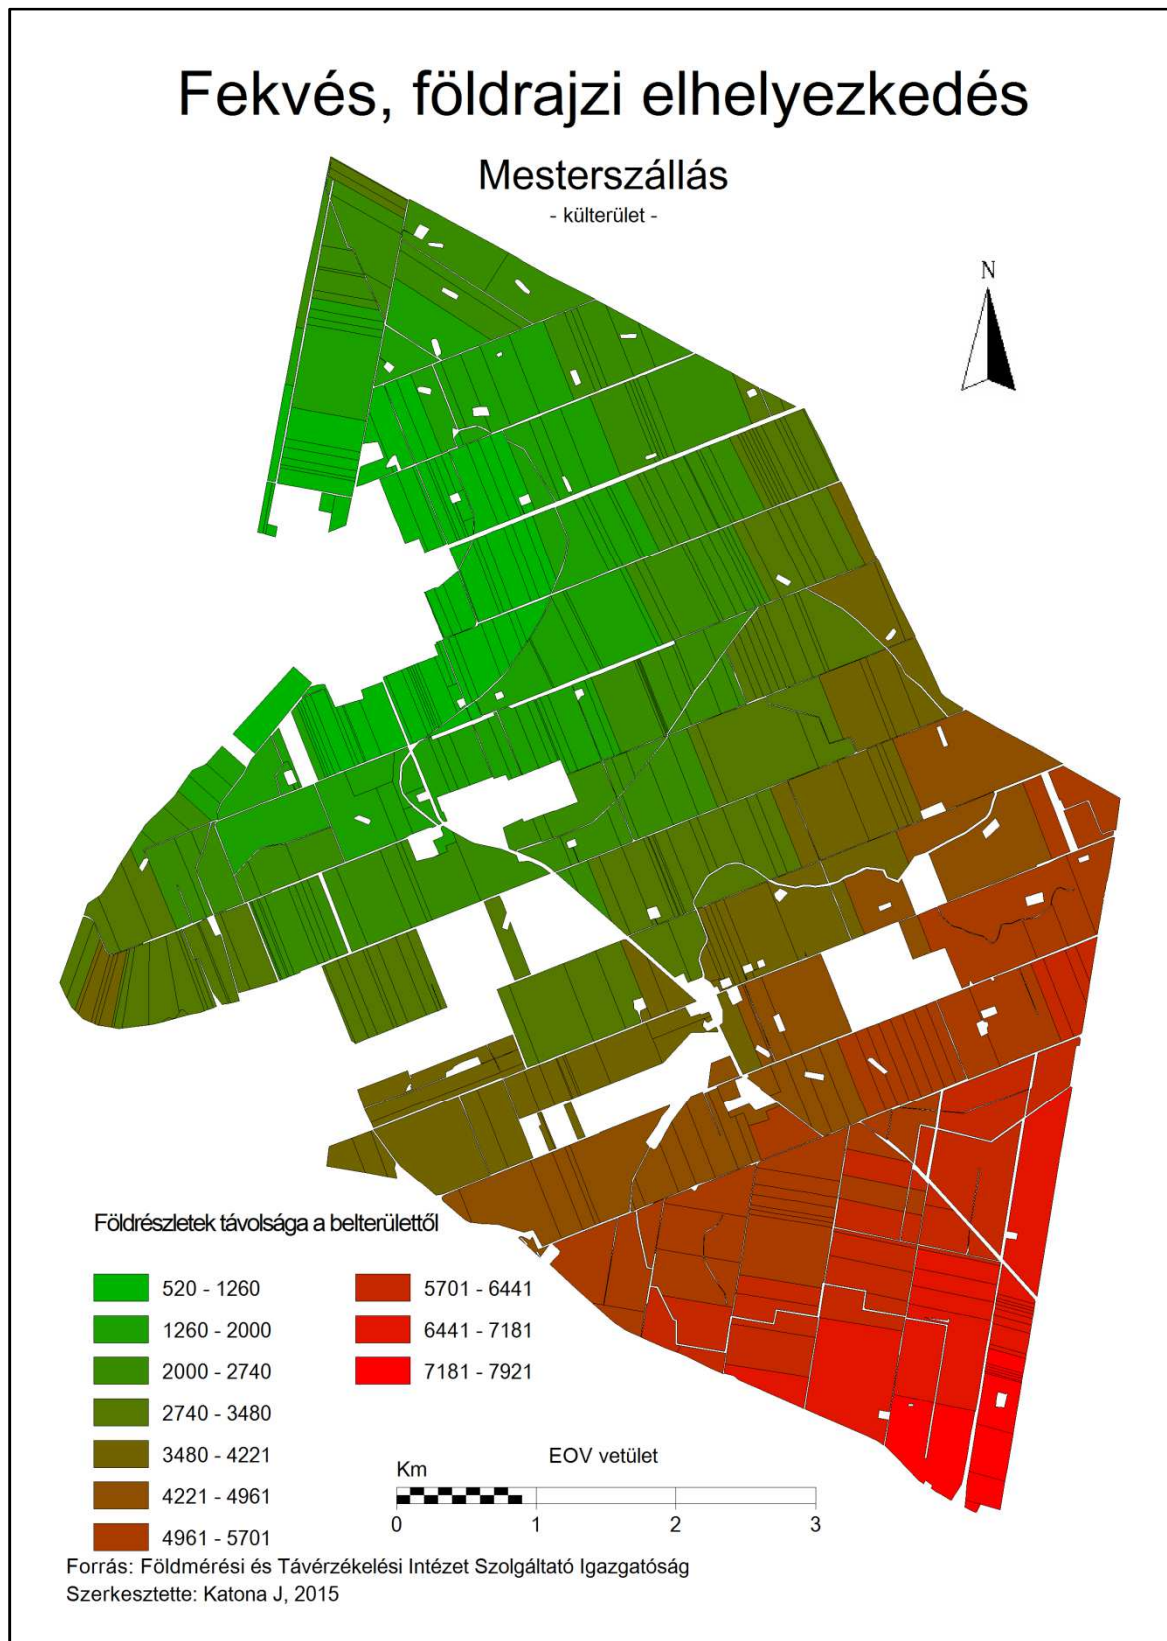 Fekvés, földrajzi elhelyezkedés
Mesterszállás
- külterület -
N
Földrészletek távolsága a belterülettől
520 - 1260
1260 - 2000
2000 - 2740
2740 - 3480
3480 - 4221
4221 - 4961
4961 - 5701
5701 - 6441
6441 - 7181
7181 - 7921
EOV vetület
Km
0 1 2 3
Forrás: Földmérési és Távérzékelési Intézet Szolgáltató Igazgatóság
Szerkesztette: Katona J, 2015